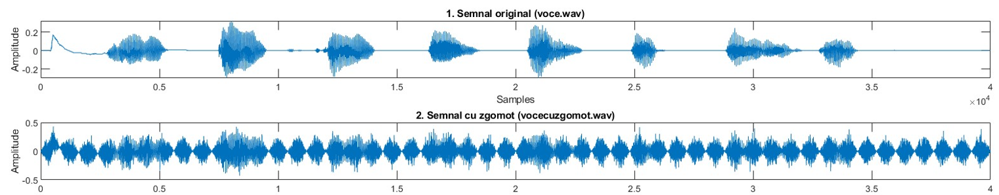 1. Semnal original (voce.wav)
Amplitude
0.2
0
-0.2
0 0.5 1 1.5 2 2.5 3 3.5 4
Samples
×10⁴
2. Semnal cu zgomot (vocecuzgomot.wav)
Amplitude
0.5
0
-0.5
0 0.5 1 1.5 2 2.5 3 3.5 4